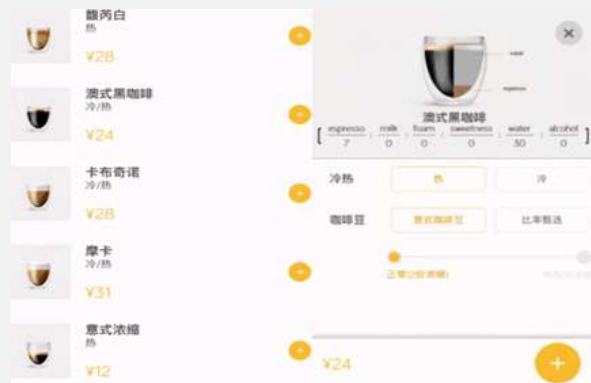 馥芮白
热
¥28
澳式黑咖啡
冷/热
¥24
卡布奇诺
冷/热
¥28
摩卡
冷/热
¥31
意式浓缩
热
¥12
water
espresso
澳式黑咖啡
espresso milk foam sweetness water alcohol
7 0 0 0 50 0
冷热 热 冷
咖啡豆 意式咖啡豆 比率甄选
¥24